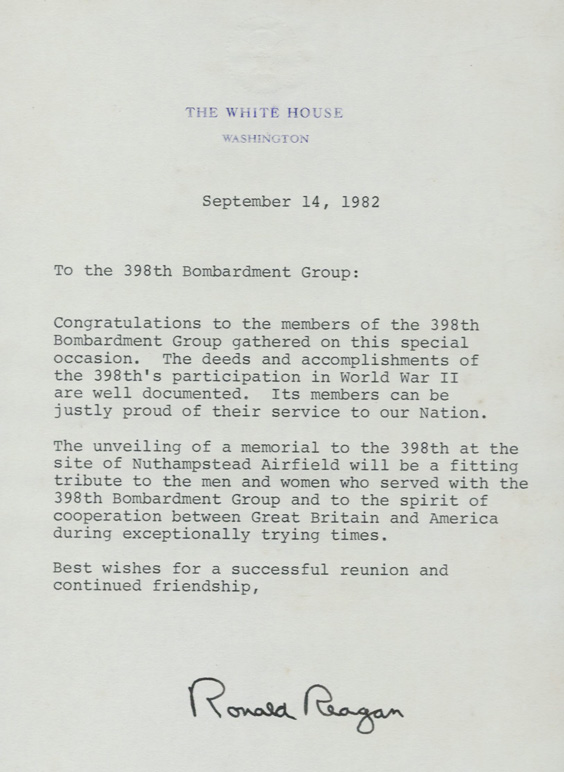 THE WHITE HOUSE
WASHINGTON
September 14, 1982
To the 398th Bombardment Group:
Congratulations to the members of the 398th
Bombardment Group gathered on this special
occasion.  The deeds and accomplishments of
the 398th's participation in World War II
are well documented.  Its members can be
justly proud of their service to our Nation.
The unveiling of a memorial to the 398th at the
site of Nuthampstead Airfield will be a fitting
tribute to the men and women who served with the
398th Bombardment Group and to the spirit of
cooperation between Great Britain and America
during exceptionally trying times.
Best wishes for a successful reunion and
continued friendship,
Ronald Reagan